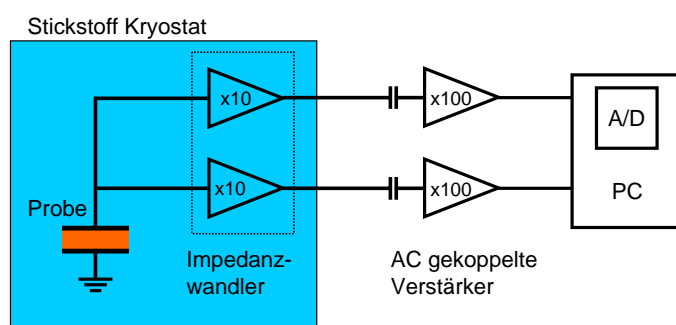 Stickstoff Kryostat
x10
x100
A/D
x10
x100
PC
Probe
Impedanz-
wandler
AC gekoppelte
Verstärker